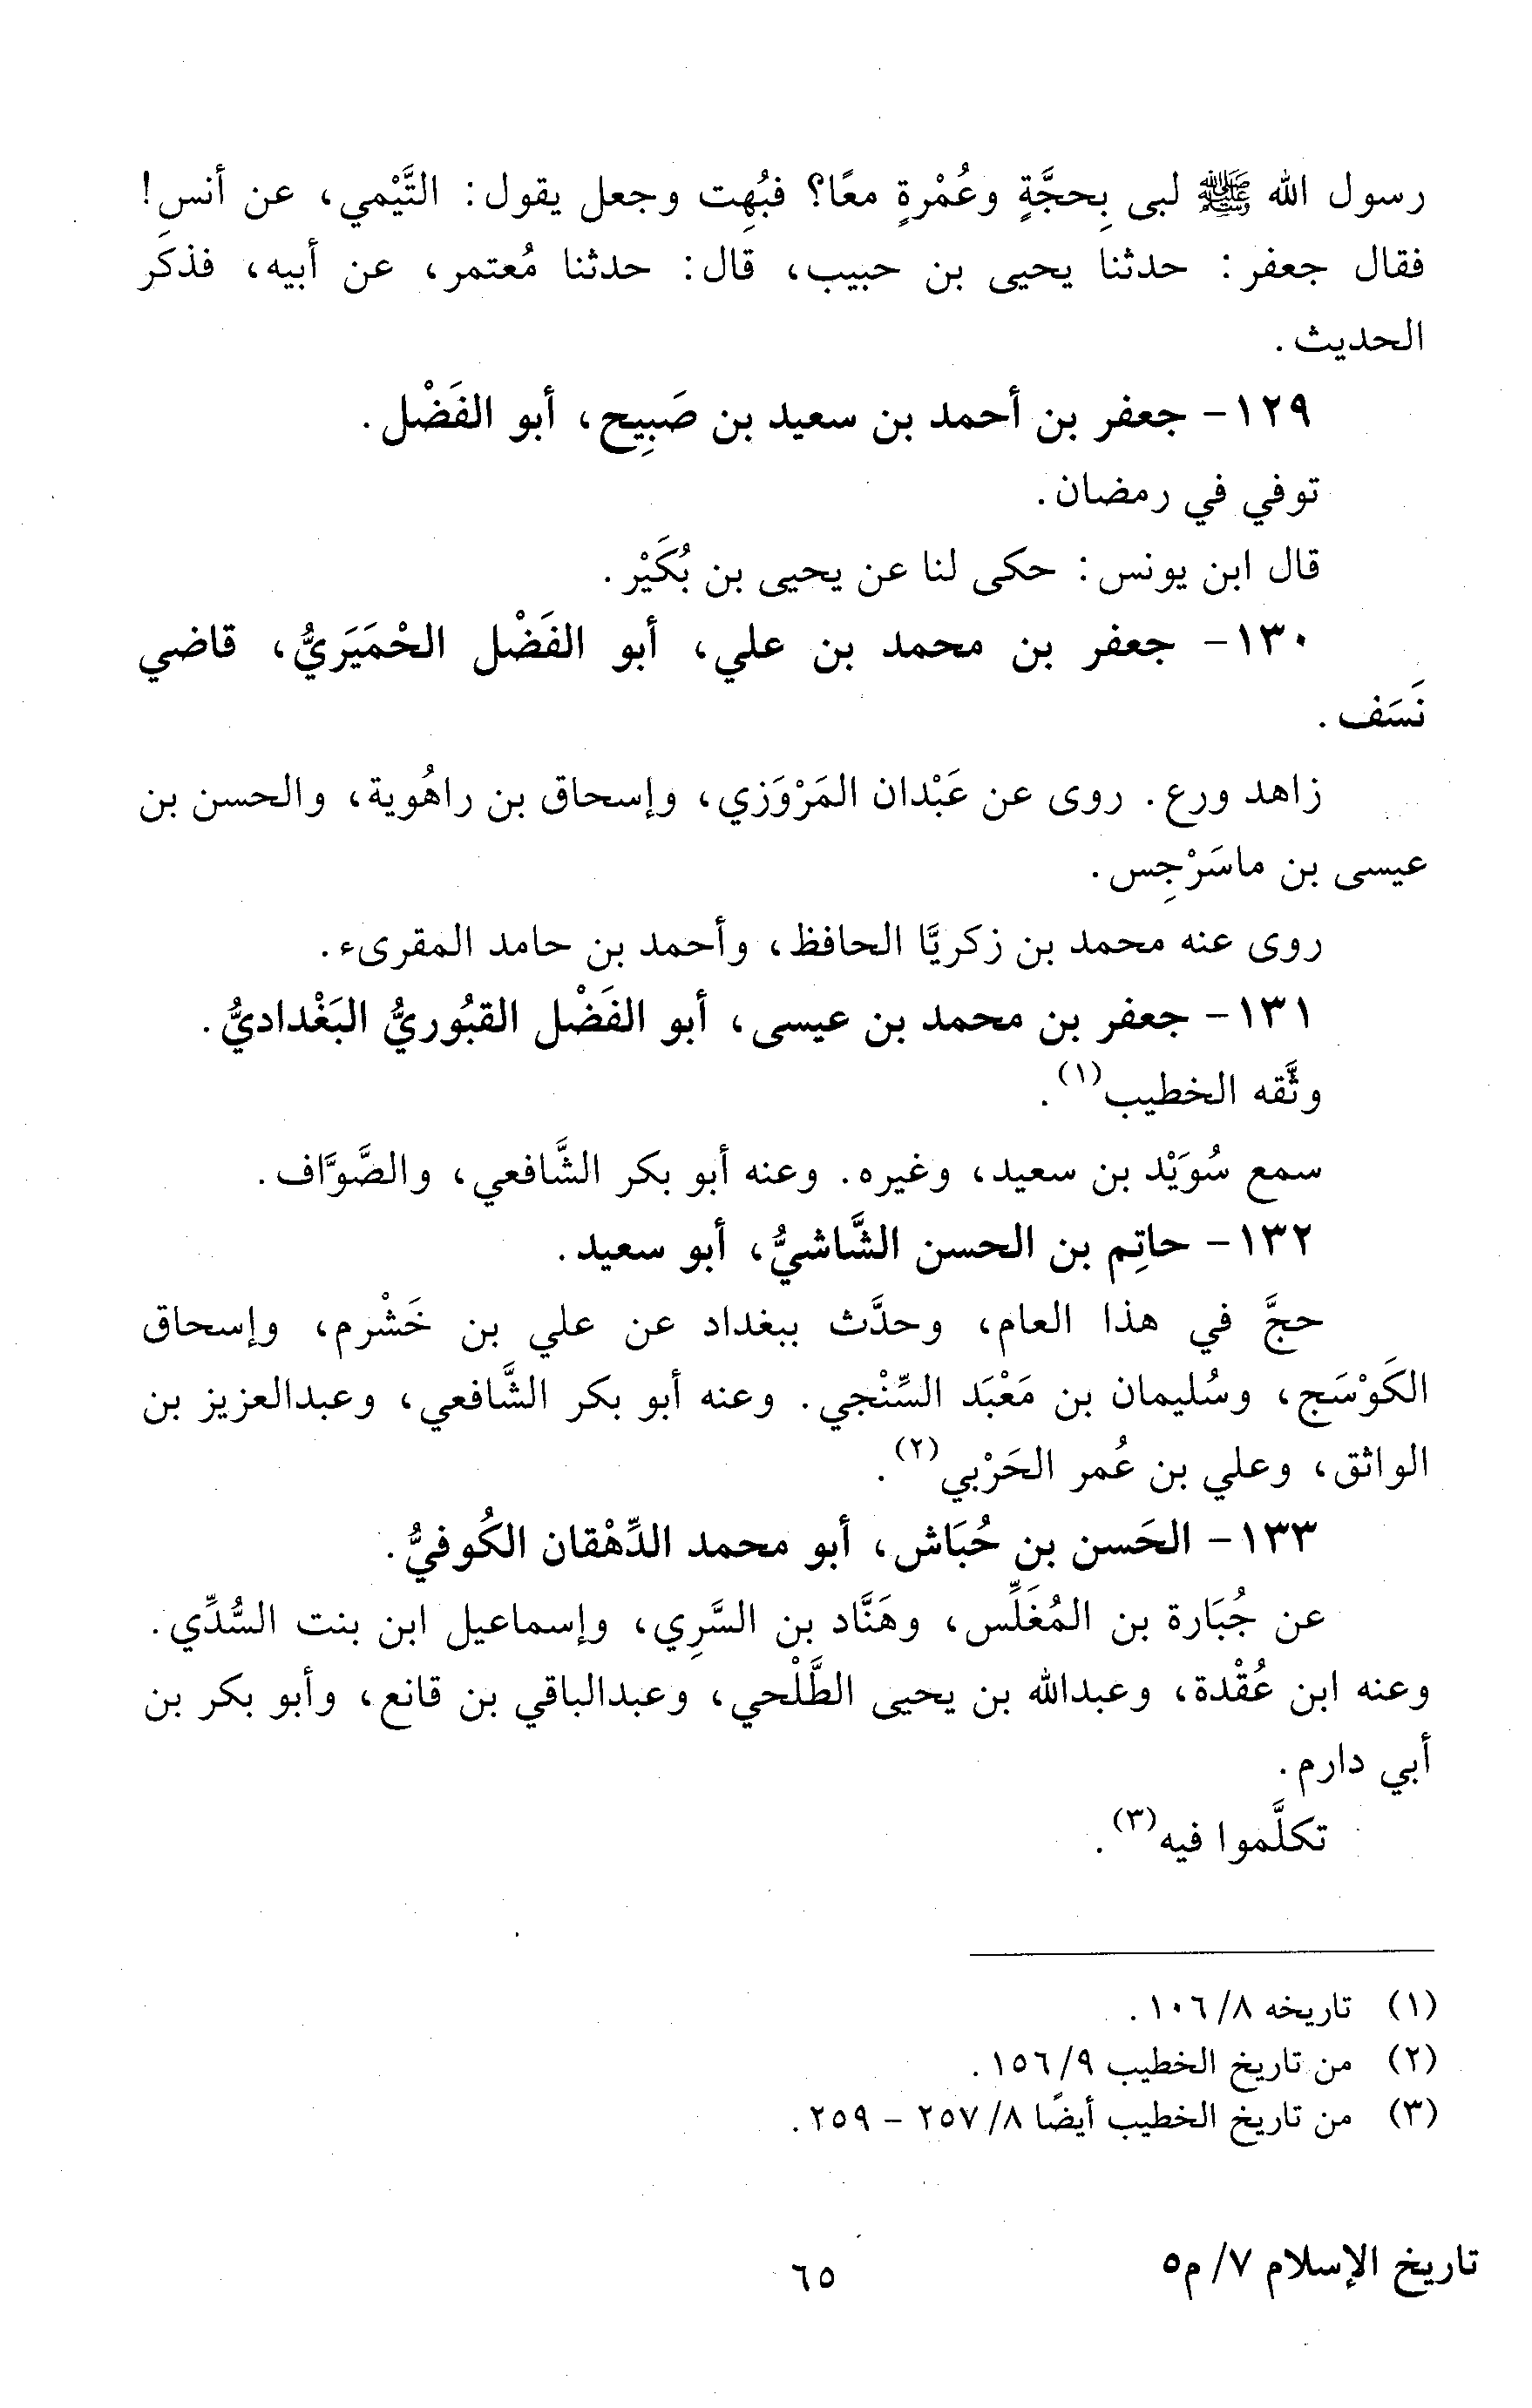 رسول الله ﷺ لبى بِحجَّةٍ وعُمْرةٍ معًا؟ فبُهِت وجعل يقول: التَّيْمي، عن أنسٍ!
فقال جعفر: حدثنا يحيى بن حبيب، قال: حدثنا مُعتمر، عن أبيه، فذكَر
الحديث.
١٢٩- جعفر بن أحمد بن سعيد بن صَبِيح، أبو الفَضْل.
توفي في رمضان.
قال ابن يونس: حكى لنا عن يحيى بن بُكَيْر.
١٣٠- جعفر بن محمد بن علي، أبو الفَضْل الحْمَيَريُّ، قاضي
نَسَف.
زاهد ورع. روى عن عَبْدان المَرْوَزي، وإسحاق بن راهُوية، والحسن بن
عيسى بن ماسَرْجِس.
روى عنه محمد بن زكريَّا الحافظ، وأحمد بن حامد المقرىء.
١٣١- جعفر بن محمد بن عيسى، أبو الفَضْل القبُوريُّ البَغْداديُّ.
وثَّقه الخطيب(١).
سمع سُوَيْد بن سعيد، وغيره. وعنه أبو بكر الشَّافعي، والصَّوَّاف.
١٣٢- حاتِم بن الحسن الشَّاشيُّ، أبو سعيد.
حجَّ في هذا العام، وحدَّث ببغداد عن علي بن خَشْرم، وإسحاق
الكَوْسَج، وسُليمان بن مَعْبَد السِّنْجي. وعنه أبو بكر الشَّافعي، وعبدالعزيز بن
الواثق، وعلي بن عُمر الحَرْبي(٢).
١٣٣- الحَسن بن حُبَاش، أبو محمد الدِّهْقان الكُوفيُّ.
عن جُبَارة بن المُغَلِّس، وهَنَّاد بن السَّرِي، وإسماعيل ابن بنت السُّدِّي.
وعنه ابن عُقْدة، وعبدالله بن يحيى الطَّلْحي، وعبدالباقي بن قانع، وأبو بكر بن
أبي دارم.
تكلَّموا فيه(٣).
(١) تاريخه ٨/ ١٠٦.
(٢) من تاريخ الخطيب ٩/ ١٥٦.
(٣) من تاريخ الخطيب أيضًا ٨/ ٢٥٧ - ٢٥٩.
تاريخ الإسلام ٧/ م٥
٦٥